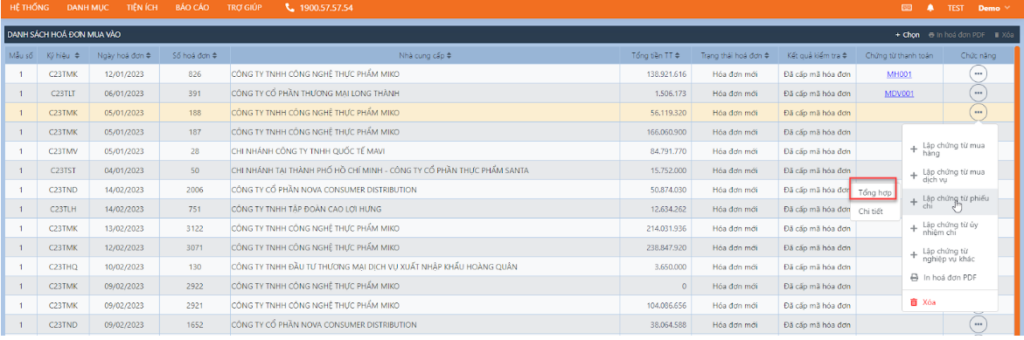 HỆ THỐNG DANH MỤC TIỆN ÍCH BÁO CÁO TRỢ GIÚP 1900.57.57.54 TEST Demo
DANH SÁCH HOÁ ĐƠN MUA VÀO + Chọn In hoá đơn PDF Xóa
Mẫu số Ký hiệu Ngày hoá đơn Số hoá đơn Nhà cung cấp Tổng tiền TT Trạng thái hoá đơn Kết quả kiểm tra Chứng từ thanh toán Chức năng
1 C23TMK 12/01/2023 826 CÔNG TY TNHH CÔNG NGHỆ THỰC PHẨM MIKO 138.921.616 Hóa đơn mới Đã cấp mã hóa đơn MH001
1 C23TLT 06/01/2023 391 CÔNG TY CỔ PHẦN THƯƠNG MẠI LONG THÀNH 1.506.173 Hóa đơn mới Đã cấp mã hóa đơn MDV001
1 C23TMK 05/01/2023 188 CÔNG TY TNHH CÔNG NGHỆ THỰC PHẨM MIKO 56.119.320 Hóa đơn mới Đã cấp mã hóa đơn
1 C23TMK 05/01/2023 187 CÔNG TY TNHH CÔNG NGHỆ THỰC PHẨM MIKO 166.060.900 Hóa đơn mới Đã cấp mã hóa đơn
1 C23TMV 05/01/2023 28 CHI NHÁNH CÔNG TY TNHH QUỐC TẾ MAVI 84.791.770 Hóa đơn mới Đã cấp mã hóa đơn
1 C23TST 04/01/2023 50 CHI NHÁNH TẠI THÀNH PHỐ HỒ CHÍ MINH - CÔNG TY CỔ PHẦN THỰC PHẨM SANTA 15.752.000 Hóa đơn mới Đã cấp mã hóa đơn
1 C23TND 14/02/2023 2006 CÔNG TY CỔ PHẦN NOVA CONSUMER DISTRIBUTION 50.874.030 Hóa đơn mới Đã cấp mã hóa đơn
1 C23TLH 14/02/2023 751 CÔNG TY TNHH TẬP ĐOÀN CAO LỢI HƯNG 12.634.262 Hóa đơn mới Đã cấp mã hóa đơn
1 C23TMK 13/02/2023 3122 CÔNG TY TNHH CÔNG NGHỆ THỰC PHẨM MIKO 214.031.936 Hóa đơn mới Đã cấp mã hóa đơn
1 C23TMK 12/02/2023 3071 CÔNG TY TNHH CÔNG NGHỆ THỰC PHẨM MIKO 238.847.920 Hóa đơn mới Đã cấp mã hóa đơn
1 C23THQ 10/02/2023 130 CÔNG TY TNHH ĐẦU TƯ THƯƠNG MẠI DỊCH VỤ XUẤT NHẬP KHẨU HOÀNG QUÂN 3.650.000 Hóa đơn mới Đã cấp mã hóa đơn
1 C23TMK 09/02/2023 2922 CÔNG TY TNHH CÔNG NGHỆ THỰC PHẨM MIKO 0 Hóa đơn mới Đã cấp mã hóa đơn
1 C23TMK 09/02/2023 2921 CÔNG TY TNHH CÔNG NGHỆ THỰC PHẨM MIKO 104.086.656 Hóa đơn mới Đã cấp mã hóa đơn
1 C23TND 09/02/2023 1652 CÔNG TY CỔ PHẦN NOVA CONSUMER DISTRIBUTION 38.064.588 Hóa đơn mới Đã cấp mã hóa đơn
+ Lập chứng từ mua
hàng
+ Lập chứng từ mua
dịch vụ
+ Lập chứng từ phiếu
chi
+ Lập chứng từ ủy
nhiệm chi
+ Lập chứng từ
nghiệp vụ khác
In hoá đơn PDF
Xóa
Tổng hợp
Chi tiết